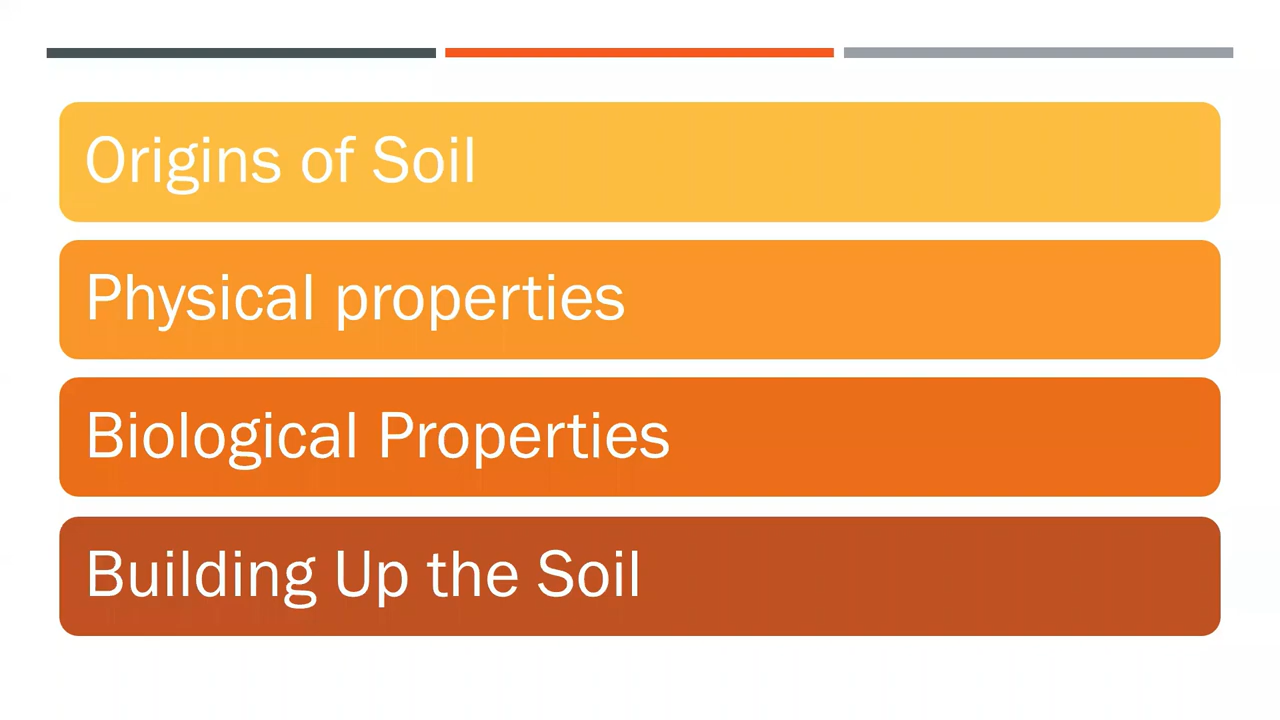 Origins of Soil
Physical properties
Biological Properties
Building Up the Soil